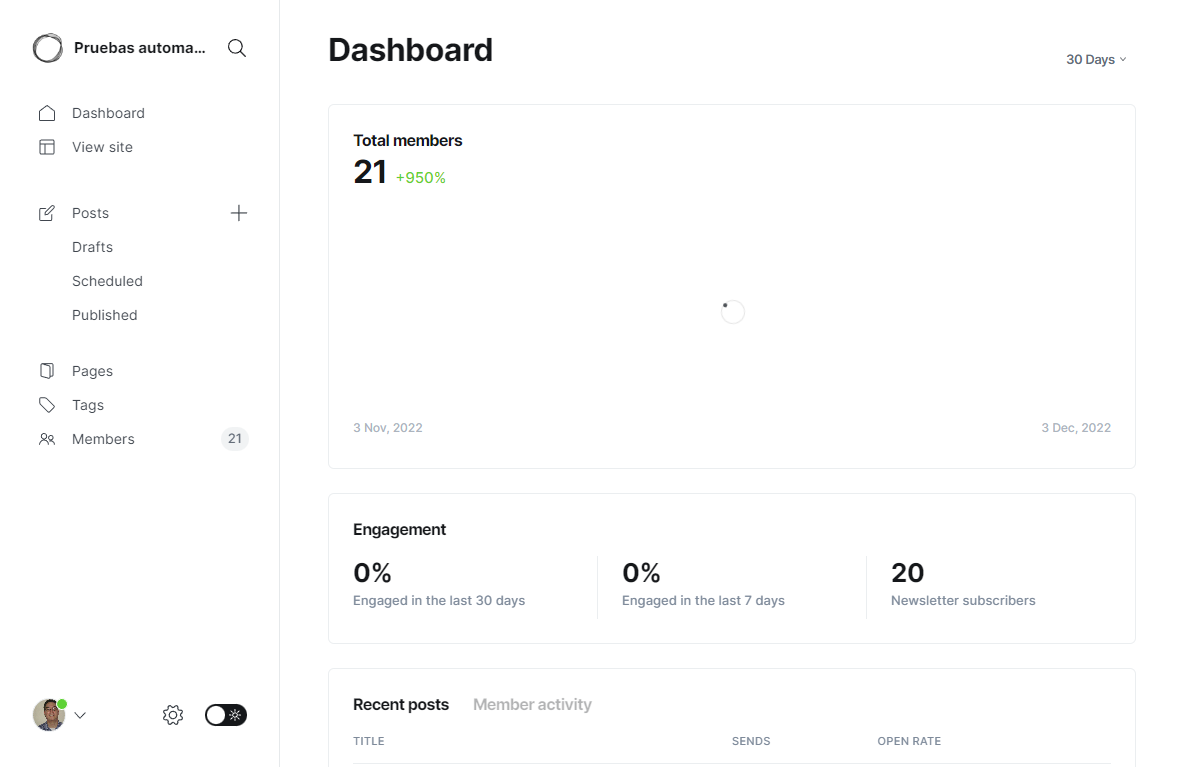 Pruebas automa...
Dashboard
View site
Posts
Drafts
Scheduled
Published
Pages
Tags
Members 21
Dashboard
30 Days
Total members
21 +950%
3 Nov, 2022 3 Dec, 2022
Engagement
0% 0% 20
Engaged in the last 30 days Engaged in the last 7 days Newsletter subscribers
Recent posts Member activity
TITLE SENDS OPEN RATE